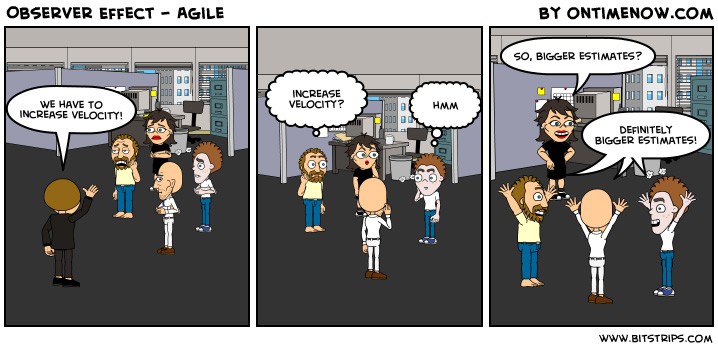 OBSERVER EFFECT - AGILE
BY ONTIMENOW.COM
WE HAVE TO
INCREASE VELOCITY!
INCREASE
VELOCITY?
HMM
SO, BIGGER ESTIMATES?
DEFINITELY
BIGGER ESTIMATES!
WWW.BITSTRIPS.COM